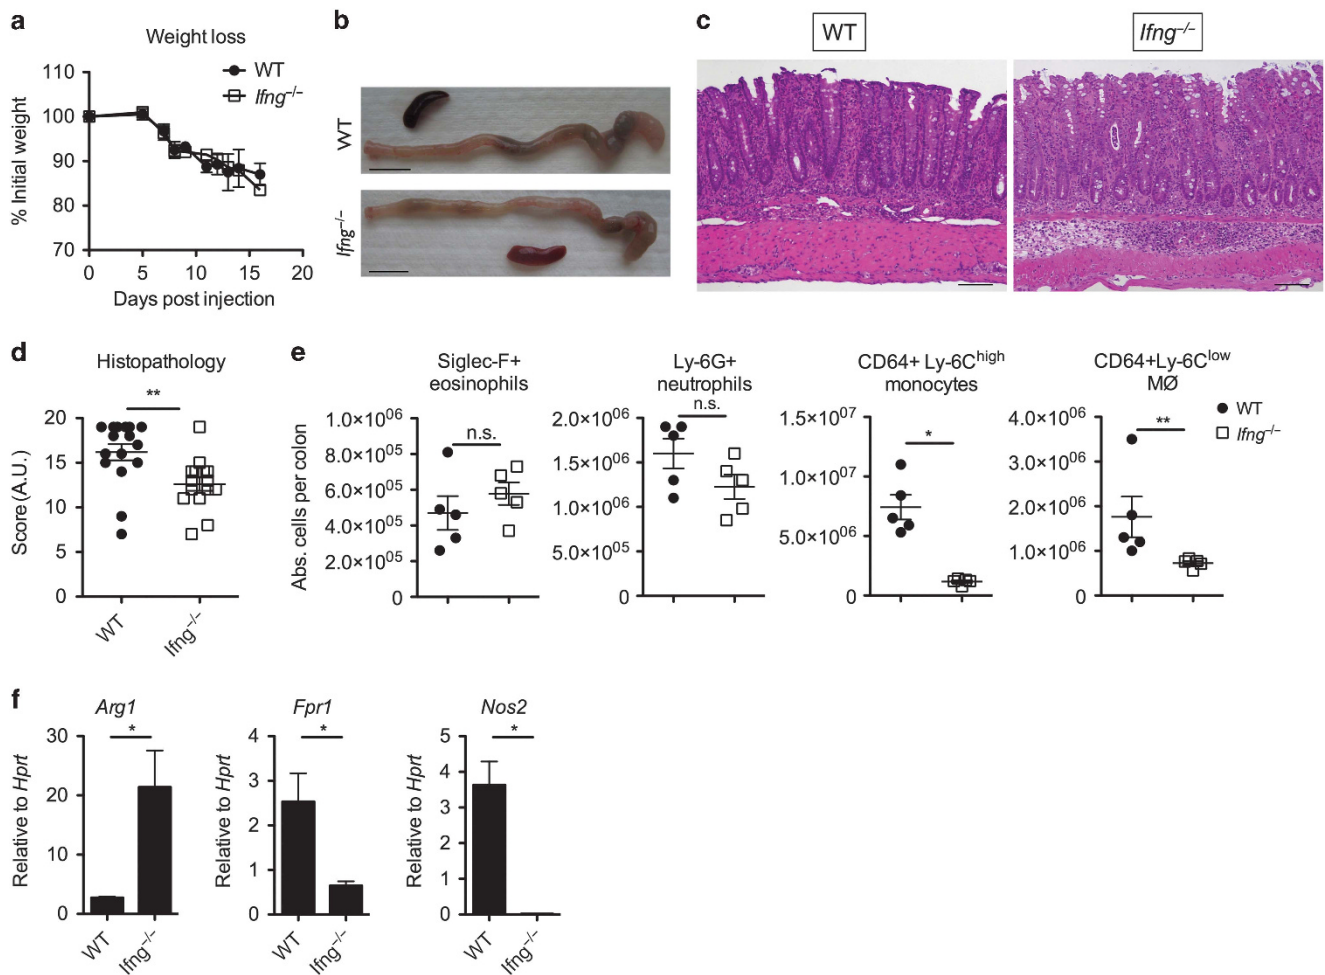 a
Weight loss
WT
Ifng–/–
110
100
90
80
70
% Initial weight
0
5
10
15
20
Days post injection
b
WT
Ifng–/–
c
WT
Ifng–/–
d
Histopathology
**
20
15
10
5
0
Score (A.U.)
WT
Ifng–/–
e
Abs. cells per colon
Siglec-F+
eosinophils
n.s.
1.0×10⁰⁶
8.0×10⁰⁵
6.0×10⁰⁵
4.0×10⁰⁵
2.0×10⁰⁵
0
Ly-6G+
neutrophils
n.s.
2.0×10⁰⁶
1.5×10⁰⁶
1.0×10⁰⁶
5.0×10⁰⁵
0
CD64+ Ly-6Chigh
monocytes
*
1.5×10⁰⁷
1.0×10⁰⁷
5.0×10⁰⁶
0
CD64+Ly-6Clow
MØ
**
4.0×10⁰⁶
3.0×10⁰⁶
2.0×10⁰⁶
1.0×10⁰⁶
0
WT
Ifng–/–
f
Arg1
*
30
20
10
0
Relative to Hprt
WT
Ifng–/–
Fpr1
*
4
3
2
1
0
Relative to Hprt
WT
Ifng–/–
Nos2
*
5
4
3
2
1
0
Relative to Hprt
WT
Ifng–/–